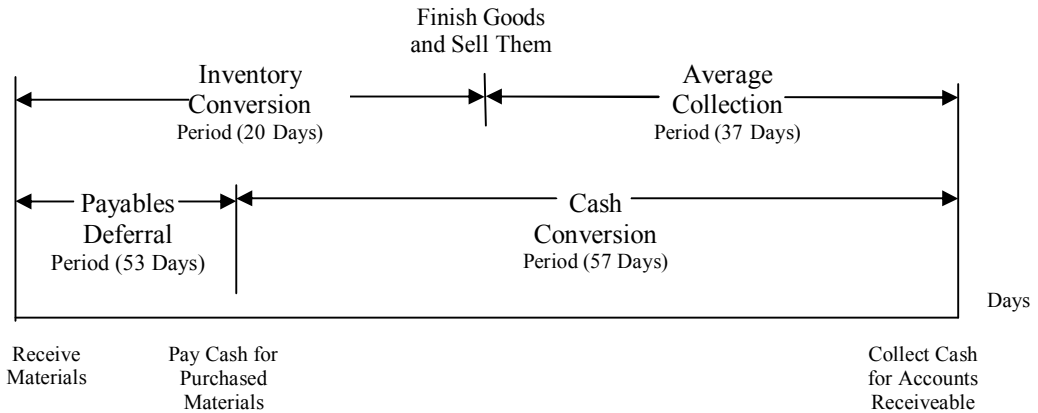 Finish Goods
and Sell Them
Inventory
Conversion
Period (20 Days)
Average
Collection
Period (37 Days)
Payables
Deferral
Period (53 Days)
Cash
Conversion
Period (57 Days)
Days
Receive
Materials
Pay Cash for
Purchased
Materials
Collect Cash
for Accounts
Receiveable